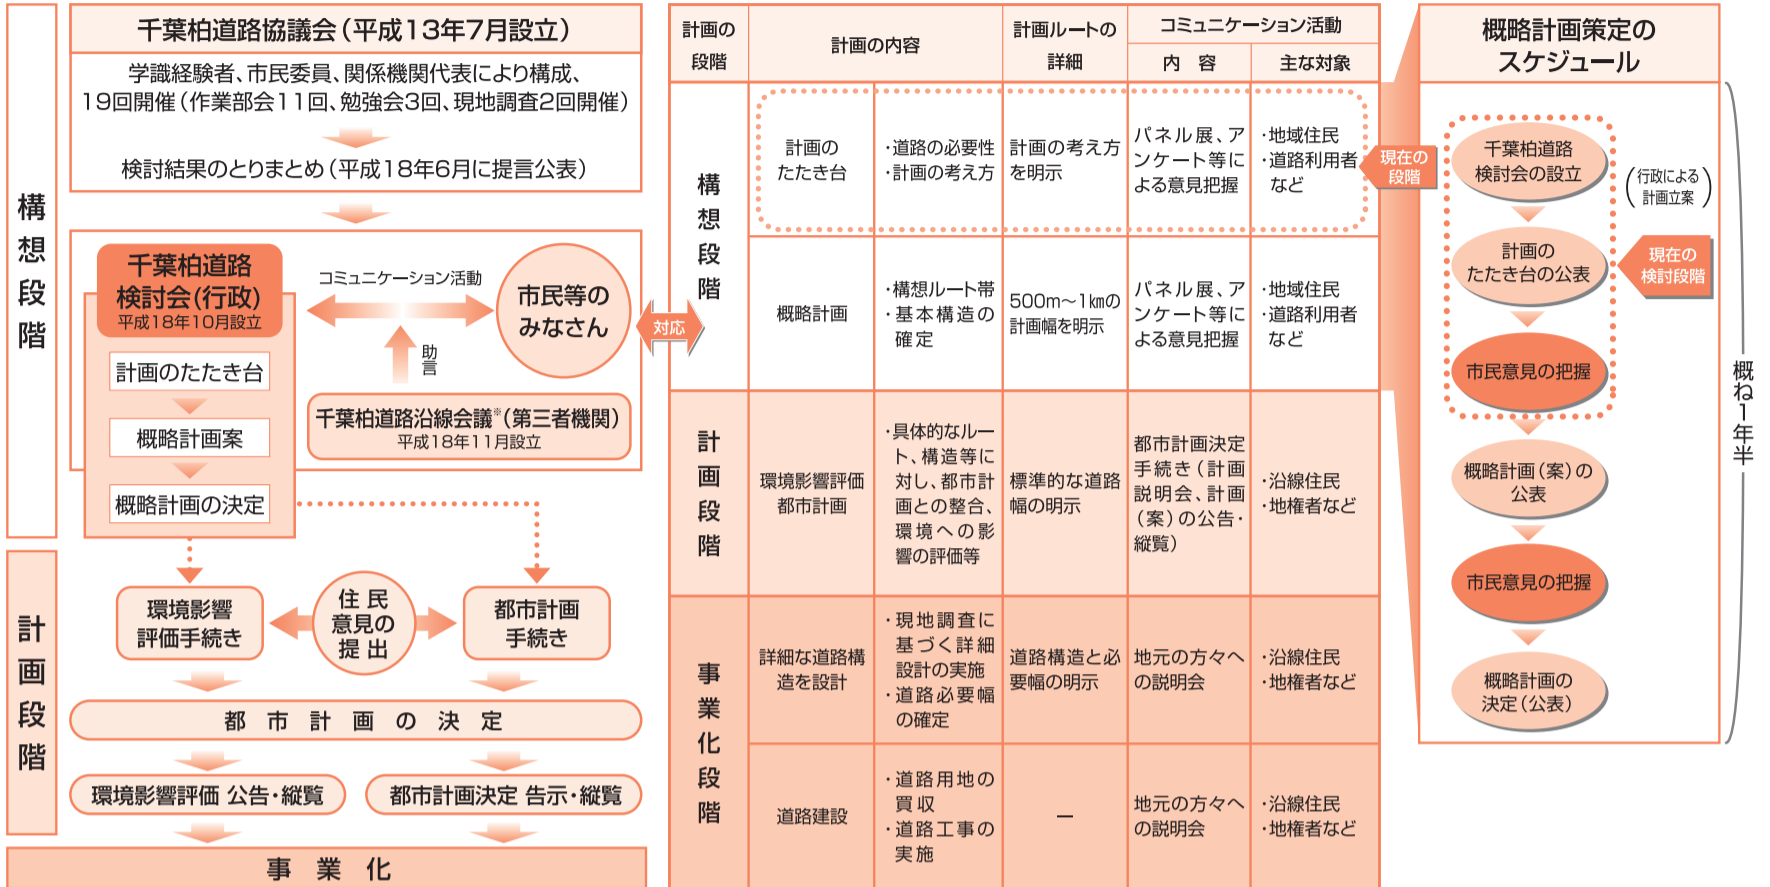 構想段階
千葉柏道路協議会（平成13年7月設立）
学識経験者、市民委員、関係機関代表により構成、
19回開催（作業部会11回、勉強会3回、現地調査2回開催）
検討結果のとりまとめ（平成18年6月に提言公表）
千葉柏道路
検討会（行政）
平成18年10月設立
計画のたたき台
概略計画案
概略計画の決定
コミュニケーション活動
助言
市民等の
みなさん
千葉柏道路沿線会議※（第三者機関）
平成18年11月設立
対応
計画段階
環境影響
評価手続き
住民
意見の
提出
都市計画
手続き
都市計画の決定
環境影響評価 公告・縦覧
都市計画決定 告示・縦覧
事業化
計画の
段階
計画の内容
計画ルートの
詳細
コミュニケーション活動
内容
主な対象
構想段階
計画の
たたき台
・道路の必要性
・計画の考え方
計画の考え方
を明示
パネル展、ア
ンケート等に
よる意見把握
・地域住民
・道路利用者
など
現在の
段階
概略計画
・構想ルート帯
・基本構造の
確定
500m～1㎞の
計画幅を明示
パネル展、ア
ンケート等に
よる意見把握
・地域住民
・道路利用者
など
計画段階
環境影響評価
都市計画
・具体的なルー
ト、構造等に
対し、都市計
画との整合、
環境への影
響の評価等
標準的な道路
幅の明示
都市計画決定
手続き（計画
説明会、計画
（案）の公告・
縦覧）
・沿線住民
・地権者など
事業化段階
詳細な道路構
造を設計
・現地調査に
基づく詳細
設計の実施
・道路必要幅
の確定
道路構造と必
要幅の明示
地元の方々へ
の説明会
・沿線住民
・地権者など
道路建設
・道路用地の
買収
・道路工事の
実施
ー
地元の方々へ
の説明会
・沿線住民
・地権者など
概略計画策定の
スケジュール
千葉柏道路
検討会の設立
（行政による
計画立案）
計画の
たたき台の公表
現在の
検討段階
市民意見の把握
概略計画（案）の
公表
市民意見の把握
概略計画の
決定（公表）
概ね1年半